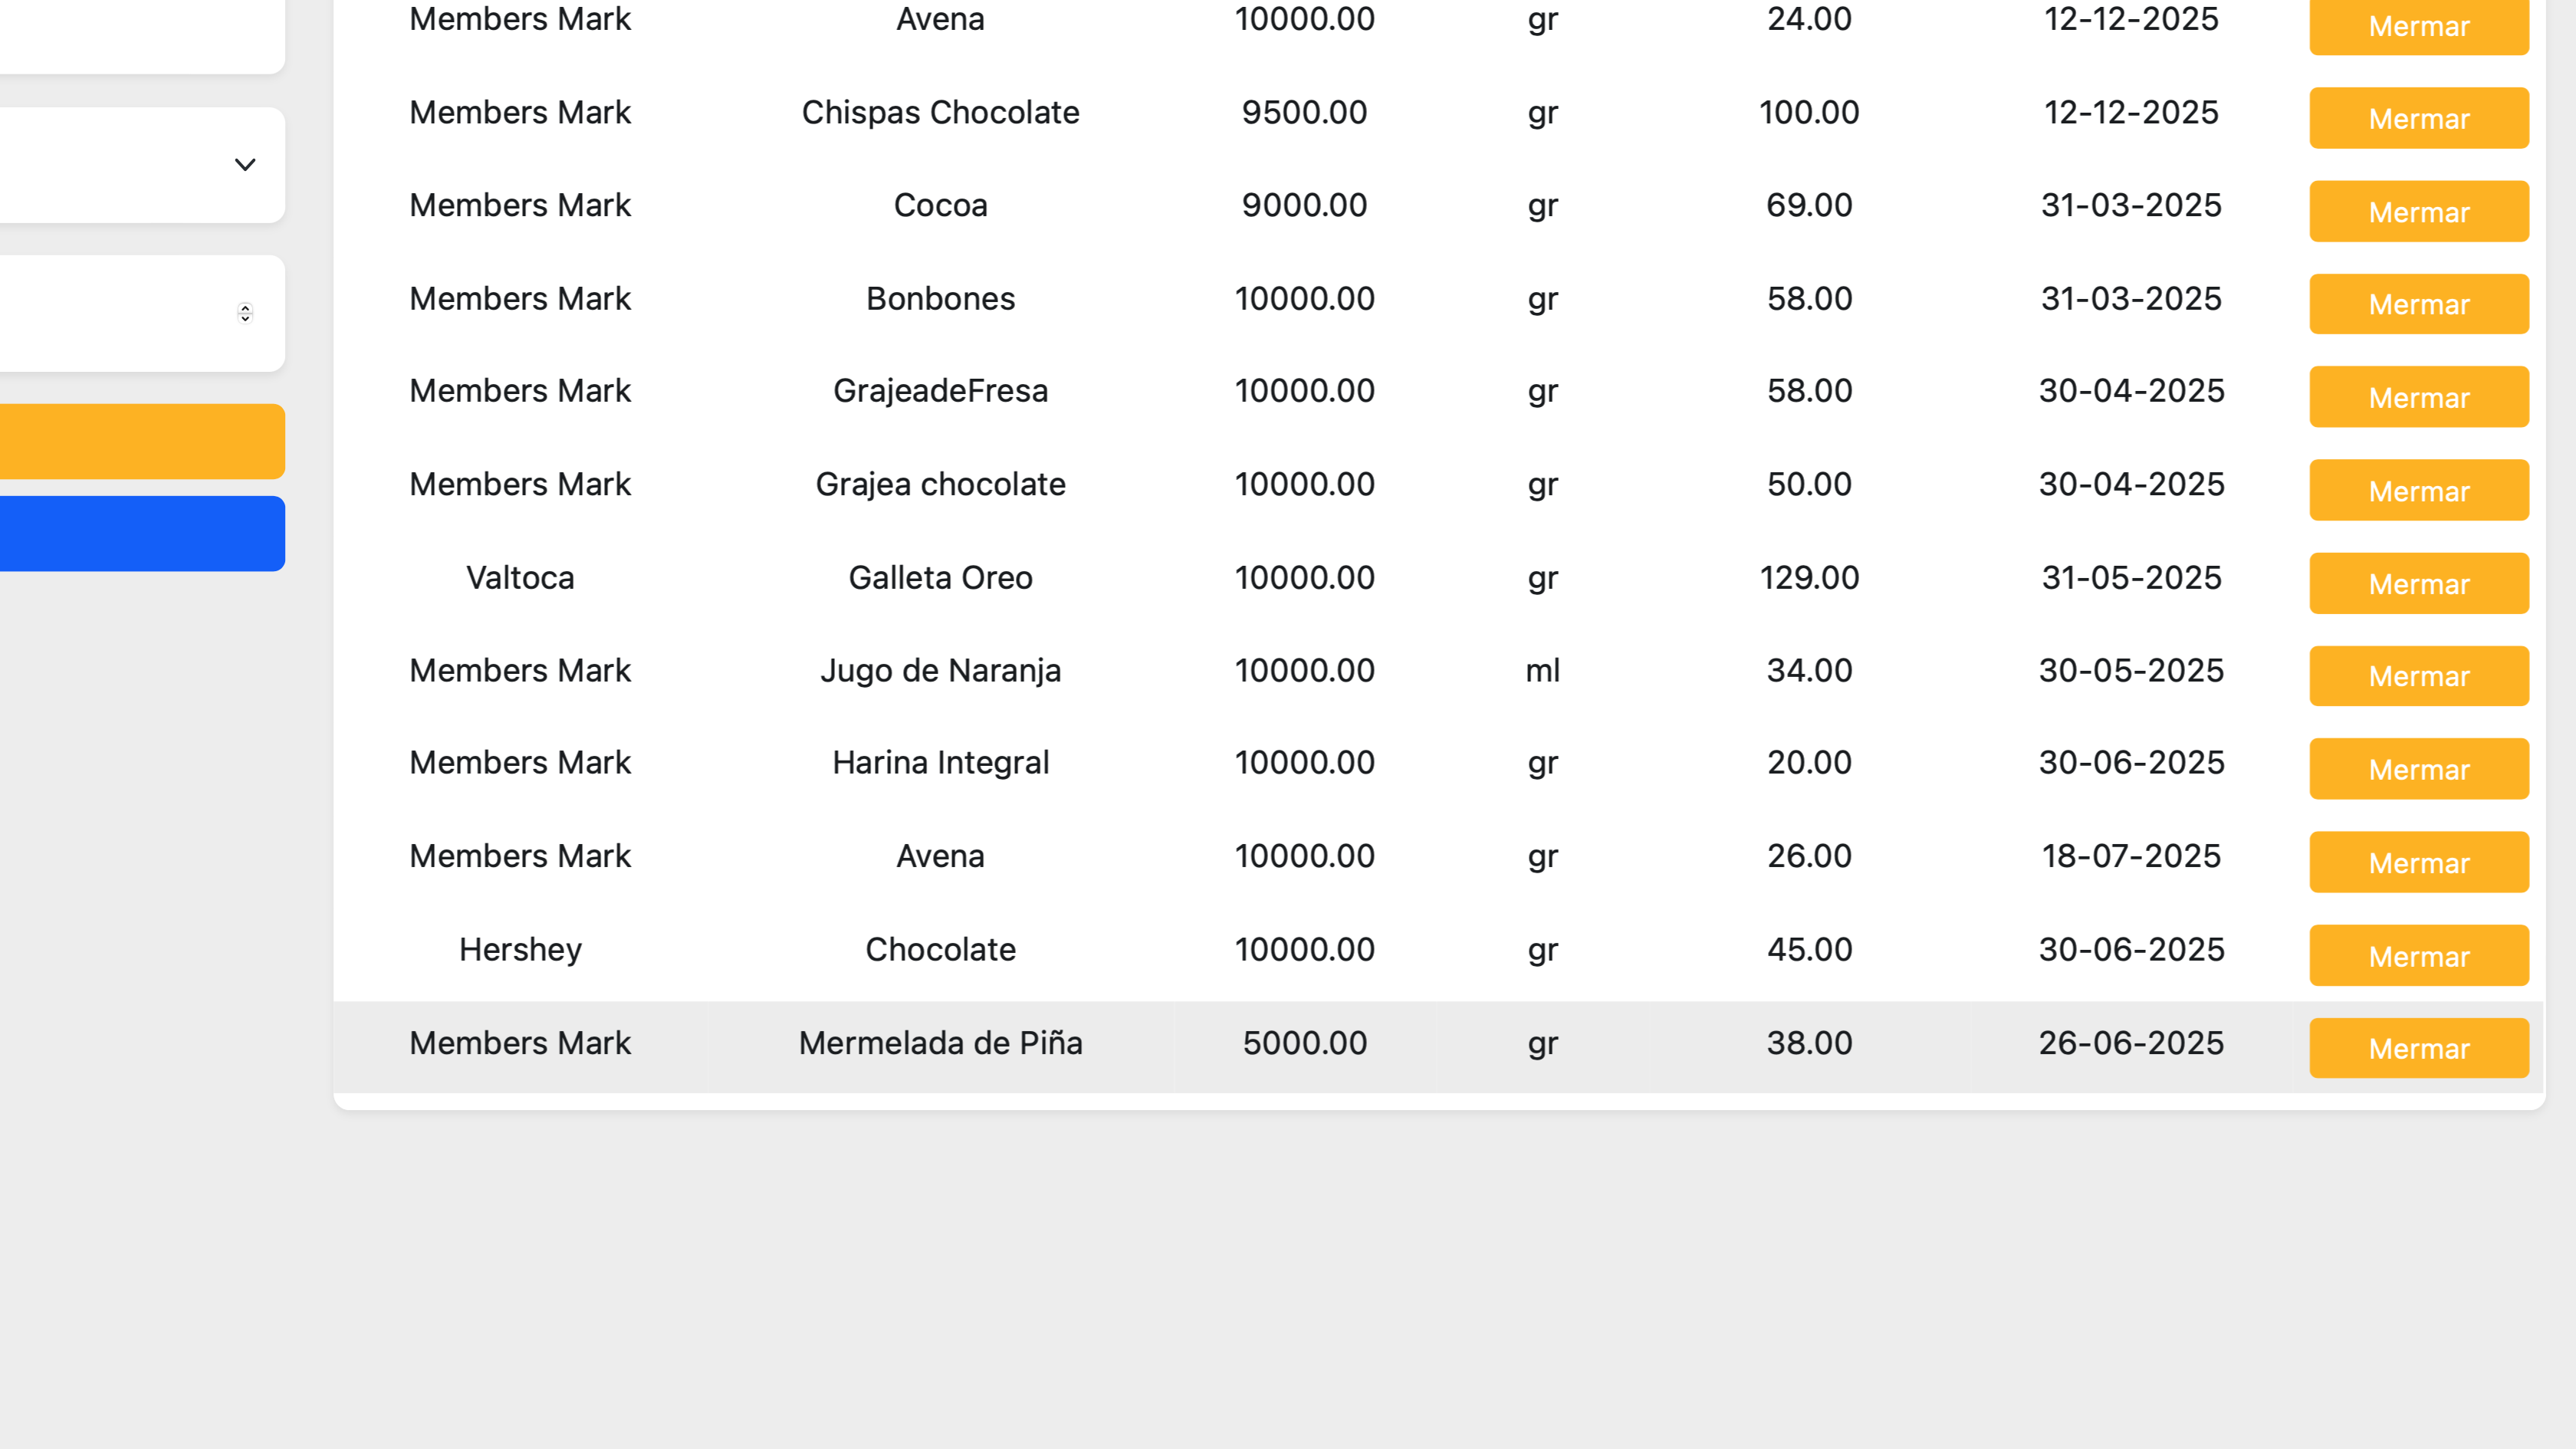 Members Mark Avena 10000.00 gr 24.00 12-12-2025 Mermar
Members Mark Chispas Chocolate 9500.00 gr 100.00 12-12-2025 Mermar
Members Mark Cocoa 9000.00 gr 69.00 31-03-2025 Mermar
Members Mark Bonbones 10000.00 gr 58.00 31-03-2025 Mermar
Members Mark GrajeadeFresa 10000.00 gr 58.00 30-04-2025 Mermar
Members Mark Grajea chocolate 10000.00 gr 50.00 30-04-2025 Mermar
Valtoca Galleta Oreo 10000.00 gr 129.00 31-05-2025 Mermar
Members Mark Jugo de Naranja 10000.00 ml 34.00 30-05-2025 Mermar
Members Mark Harina Integral 10000.00 gr 20.00 30-06-2025 Mermar
Members Mark Avena 10000.00 gr 26.00 18-07-2025 Mermar
Hershey Chocolate 10000.00 gr 45.00 30-06-2025 Mermar
Members Mark Mermelada de Piña 5000.00 gr 38.00 26-06-2025 Mermar